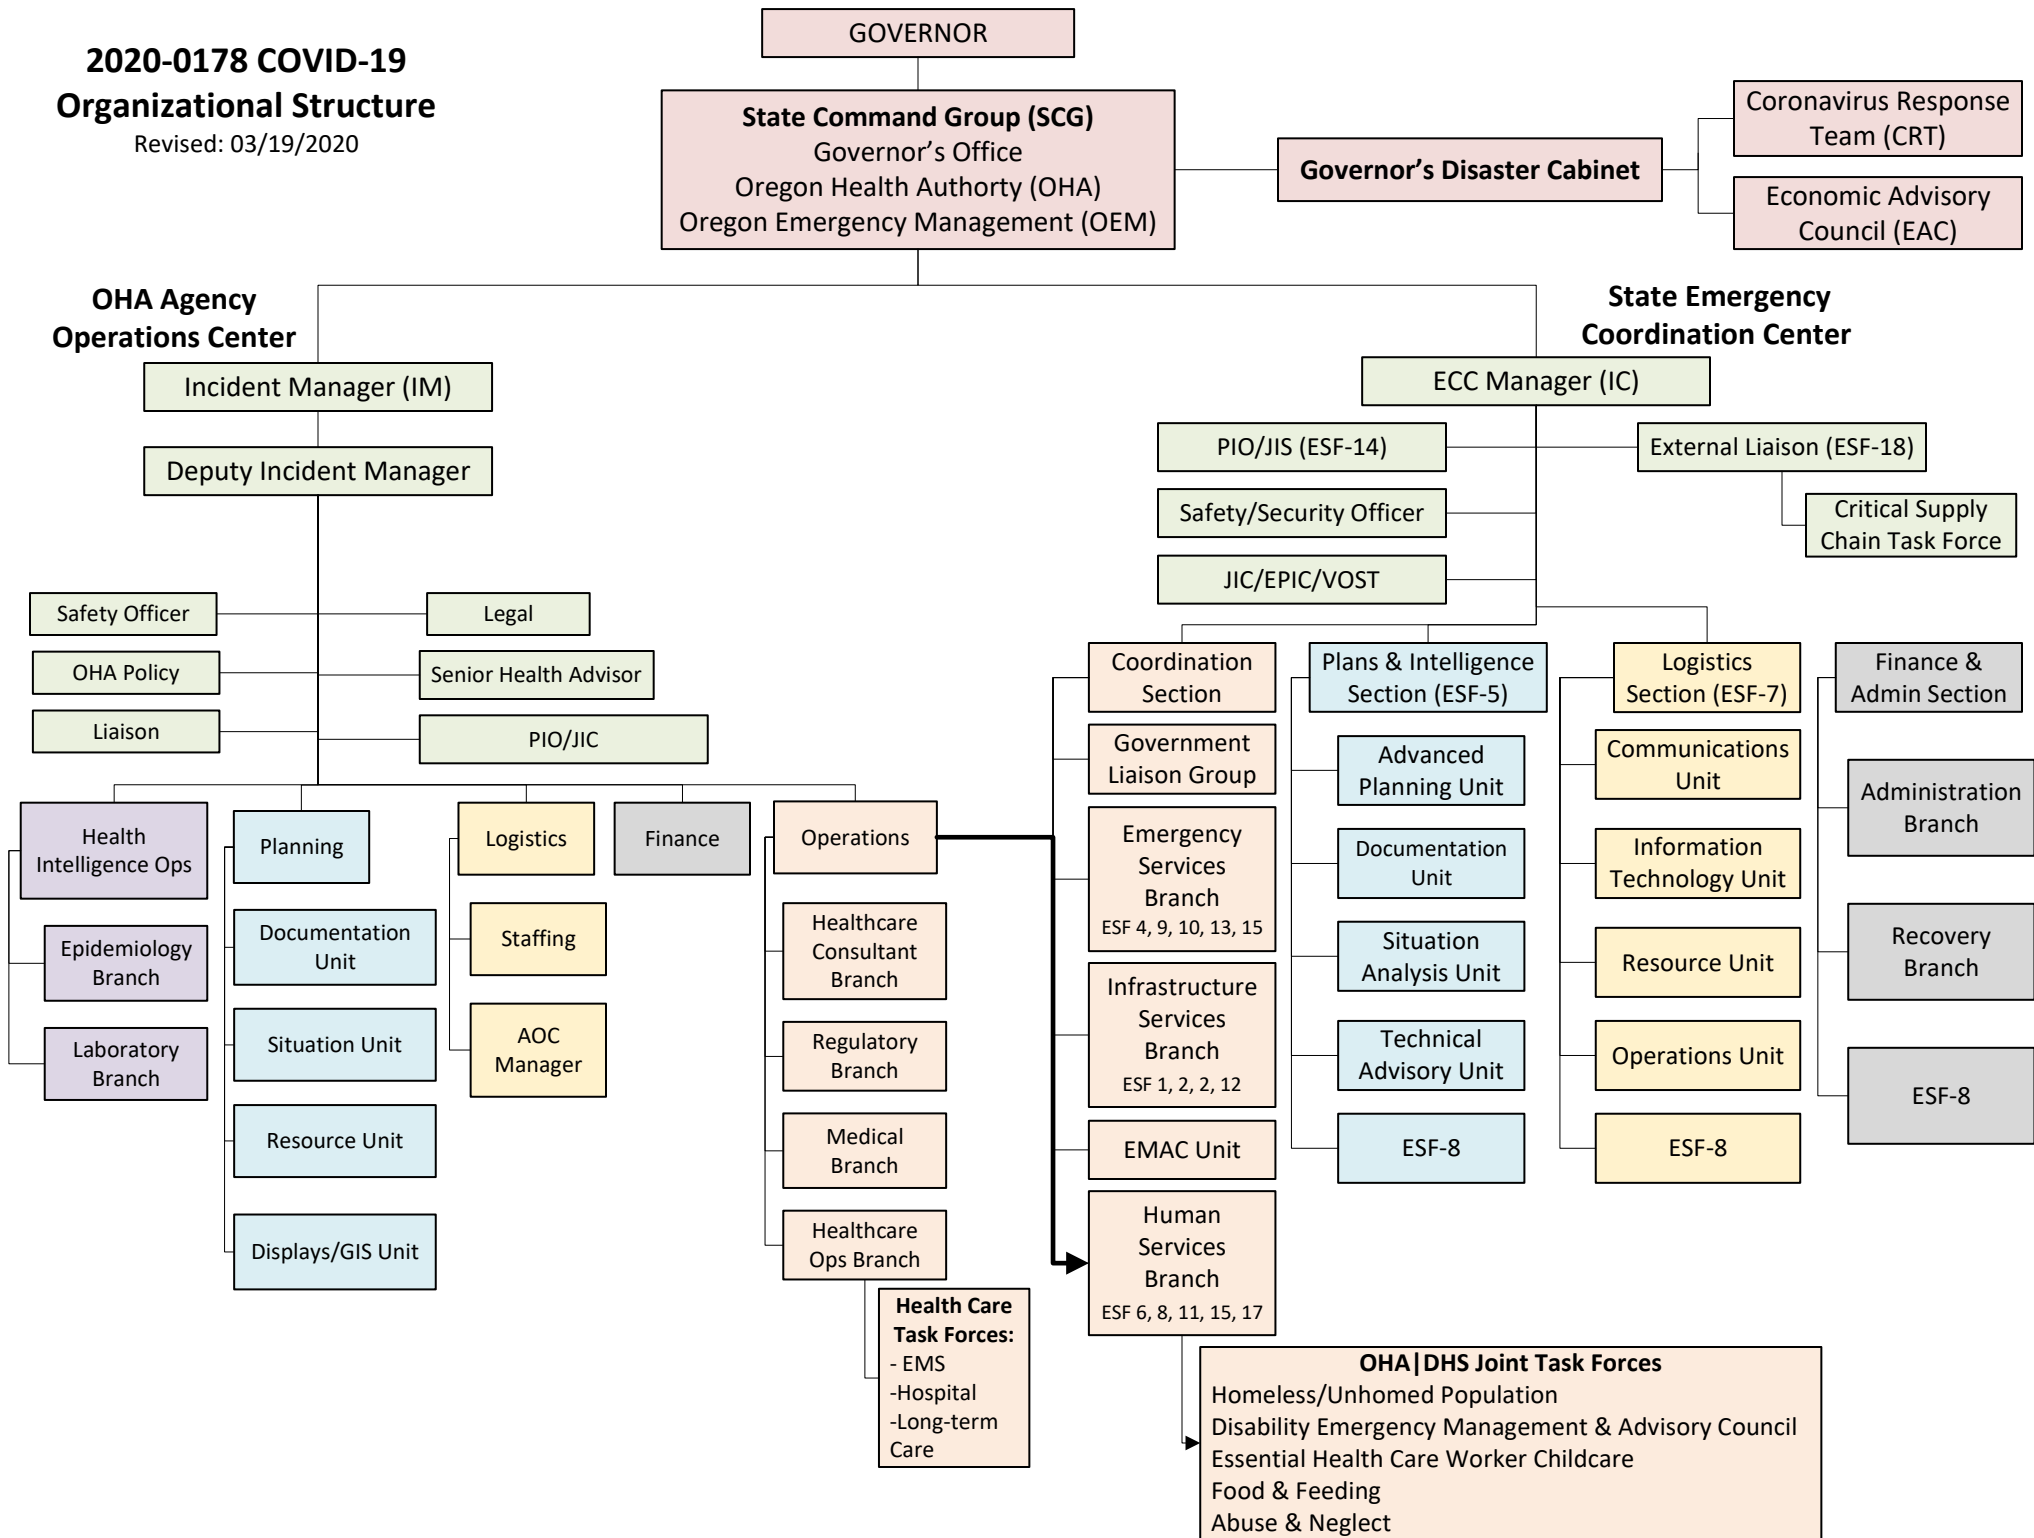 2020-0178 COVID-19
Organizational Structure
Revised: 03/19/2020
GOVERNOR
State Command Group (SCG)
Governor’s Office
Oregon Health Authorty (OHA)
Oregon Emergency Management (OEM)
Governor’s Disaster Cabinet
Coronavirus Response
Team (CRT)
Economic Advisory
Council (EAC)
OHA Agency
Operations Center
Incident Manager (IM)
Deputy Incident Manager
Safety Officer
Legal
OHA Policy
Senior Health Advisor
Liaison
PIO/JIC
Health
Intelligence Ops
Epidemiology
Branch
Laboratory
Branch
Planning
Documentation
Unit
Situation Unit
Resource Unit
Displays/GIS Unit
Logistics
Staffing
AOC
Manager
Finance
Operations
Healthcare
Consultant
Branch
Regulatory
Branch
Medical
Branch
Healthcare
Ops Branch
Health Care
Task Forces:
- EMS
-Hospital
-Long-term
Care
State Emergency
Coordination Center
ECC Manager (IC)
PIO/JIS (ESF-14)
External Liaison (ESF-18)
Safety/Security Officer
Critical Supply
Chain Task Force
JIC/EPIC/VOST
Coordination
Section
Government
Liaison Group
Emergency
Services
Branch
ESF 4, 9, 10, 13, 15
Infrastructure
Services
Branch
ESF 1, 2, 2, 12
EMAC Unit
Human
Services
Branch
ESF 6, 8, 11, 15, 17
Plans & Intelligence
Section (ESF-5)
Advanced
Planning Unit
Documentation
Unit
Situation
Analysis Unit
Technical
Advisory Unit
ESF-8
Logistics
Section (ESF-7)
Communications
Unit
Information
Technology Unit
Resource Unit
Operations Unit
ESF-8
Finance &
Admin Section
Administration
Branch
Recovery
Branch
ESF-8
OHA|DHS Joint Task Forces
Homeless/Unhomed Population
Disability Emergency Management & Advisory Council
Essential Health Care Worker Childcare
Food & Feeding
Abuse & Neglect